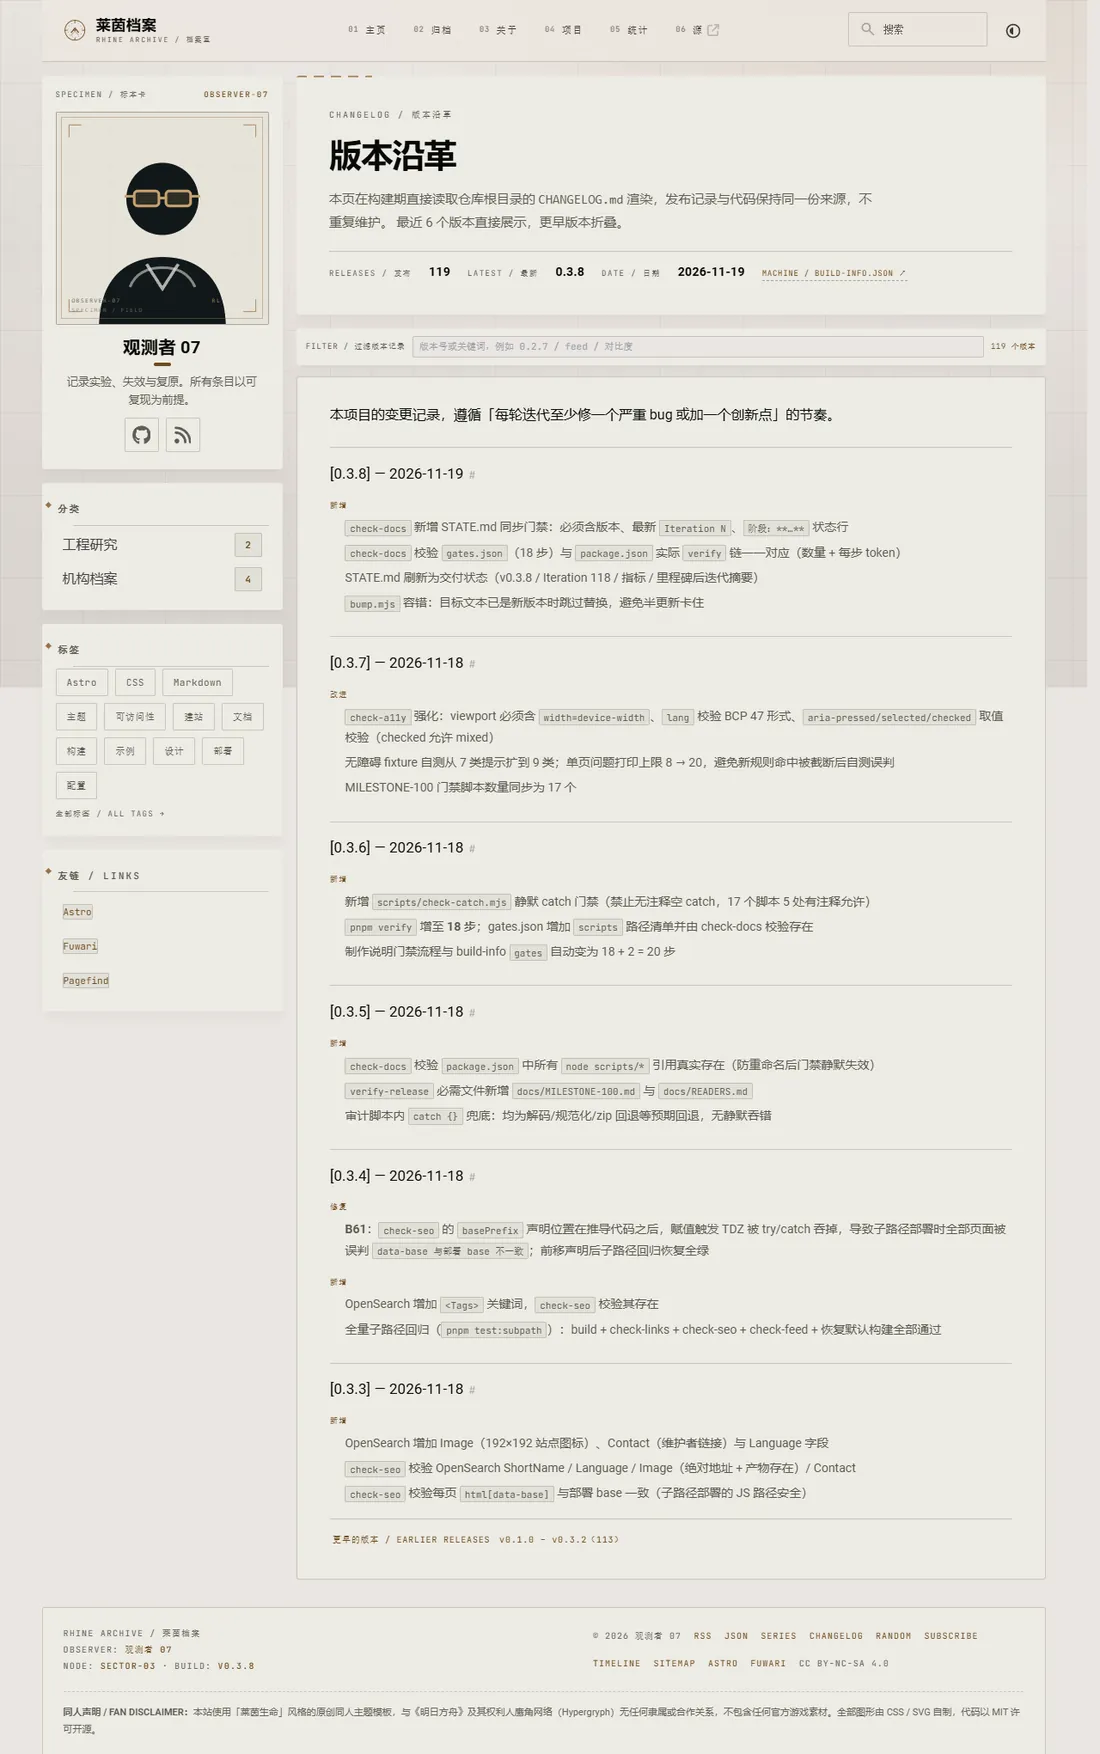 莱茵档案
RHINE ARCHIVE / 档案室
01 主页
02 归档
03 关于
04 项目
05 统计
06 源
搜索
SPECIMEN / 标本卡
OBSERVER-07
OBSERVER-07
SPECIMEN / FIELD
观测者 07
记录实验、失效与复原。所有条目以可
复现为前提。
分类
工程研究 2
机构档案 4
标签
Astro CSS Markdown
主题 可访问性 建站 文档
构建 示例 设计 部署
配置
全部标签 / ALL TAGS →
友链 / LINKS
Astro
Fuwari
Pagefind
CHANGELOG / 版本沿革
版本沿革
本页在构建期直接读取仓库根目录的 CHANGELOG.md 渲染，发布记录与代码保持同一份来源，不
重复维护。 最近 6 个版本直接展示，更早版本折叠。
RELEASES / 发布 119 LATEST / 最新 0.3.8 DATE / 日期 2026-11-19 MACHINE / BUILD-INFO.JSON ↗
FILTER / 过滤版本记录 版本号或关键词，例如 0.2.7 / feed / 对比度 119 个版本
本项目的变更记录，遵循「每轮迭代至少修一个严重 bug 或加一个创新点」的节奏。
[0.3.8] — 2026-11-19 #
新增
check-docs 新增 STATE.md 同步门禁：必须含版本、最新 Iteration N、阶段：**…** 状态行
check-docs 校验 gates.json（18 步）与 package.json 实际 verify 链一一对应（数量 + 每步 token）
STATE.md 刷新为交付状态（v0.3.8 / Iteration 118 / 指标 / 里程碑后迭代摘要）
bump.mjs 容错：目标文本已是新版本时跳过替换，避免半更新卡住
[0.3.7] — 2026-11-18 #
改进
check-a11y 强化：viewport 必须含 width=device-width、lang 校验 BCP 47 形式、aria-pressed/selected/checked 取值
校验（checked 允许 mixed）
无障碍 fixture 自测从 7 类提示扩到 9 类；单页问题打印上限 8 → 20，避免新规则命中被截断后自测误判
MILESTONE-100 门禁脚本数量同步为 17 个
[0.3.6] — 2026-11-18 #
新增
新增 scripts/check-catch.mjs 静默 catch 门禁（禁止无注释空 catch，17 个脚本 5 处有注释允许）
pnpm verify 增至 18 步；gates.json 增加 scripts 路径清单并由 check-docs 校验存在
制作说明门禁流程与 build-info gates 自动变为 18 + 2 = 20 步
[0.3.5] — 2026-11-18 #
新增
check-docs 校验 package.json 中所有 node scripts/* 引用真实存在（防重命名后门禁静默失效）
verify-release 必需文件新增 docs/MILESTONE-100.md 与 docs/READERS.md
审计脚本内 catch {} 兜底：均为解码/规范化/zip 回退等预期回退，无静默吞错
[0.3.4] — 2026-11-18 #
修复
B61：check-seo 的 basePrefix 声明位置在推导代码之后，赋值触发 TDZ 被 try/catch 吞掉，导致子路径部署时全部页面被
误判 data-base 与部署 base 不一致；前移声明后子路径回归恢复全绿
新增
OpenSearch 增加 <Tags> 关键词，check-seo 校验其存在
全量子路径回归（pnpm test:subpath）：build + check-links + check-seo + check-feed + 恢复默认构建全部通过
[0.3.3] — 2026-11-18 #
新增
OpenSearch 增加 Image（192×192 站点图标）、Contact（维护者链接）与 Language 字段
check-seo 校验 OpenSearch ShortName / Language / Image（绝对地址 + 产物存在）/ Contact
check-seo 校验每页 html[data-base] 与部署 base 一致（子路径部署的 JS 路径安全）
更早的版本 / EARLIER RELEASES v0.1.0 – v0.3.2（113）
RHINE ARCHIVE / 莱茵档案
OBSERVER: 观测者 07
NODE: SECTOR-03 · BUILD: V0.3.8
© 2026 观测者 07 RSS JSON SERIES CHANGELOG RANDOM SUBSCRIBE
TIMELINE SITEMAP ASTRO FUWARI CC BY-NC-SA 4.0
同人声明 / FAN DISCLAIMER：本站使用「莱茵生命」风格的原创同人主题模板，与《明日方舟》及其权利人鹰角网络（Hypergryph）无任何隶属或合作关系，不包含任何官方游戏素材。全部图形由 CSS / SVG 自制，代码以 MIT 许
可开源。